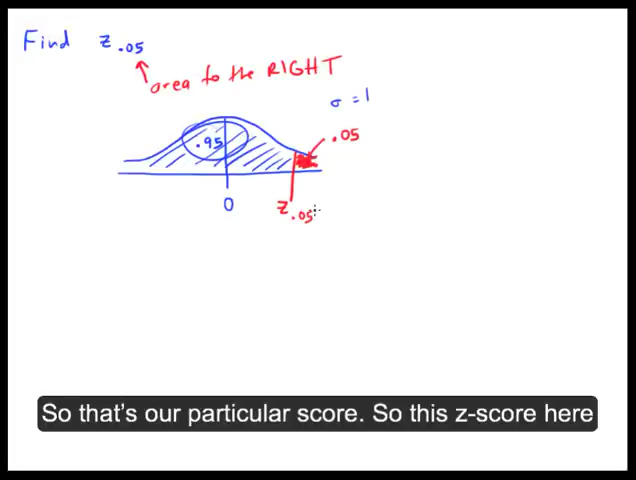 Find z.05
area to the RIGHT
σ = 1
.95
.05
0
z.05
So that's our particular score. So this z-score here